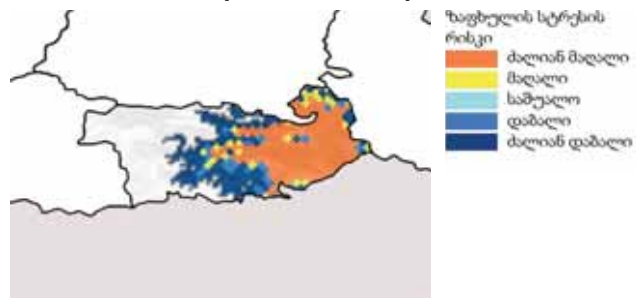 ზაფხულის სტრესის
რისკი
ძალიან მაღალი
მაღალი
საშუალო
დაბალი
ძალიან დაბალი